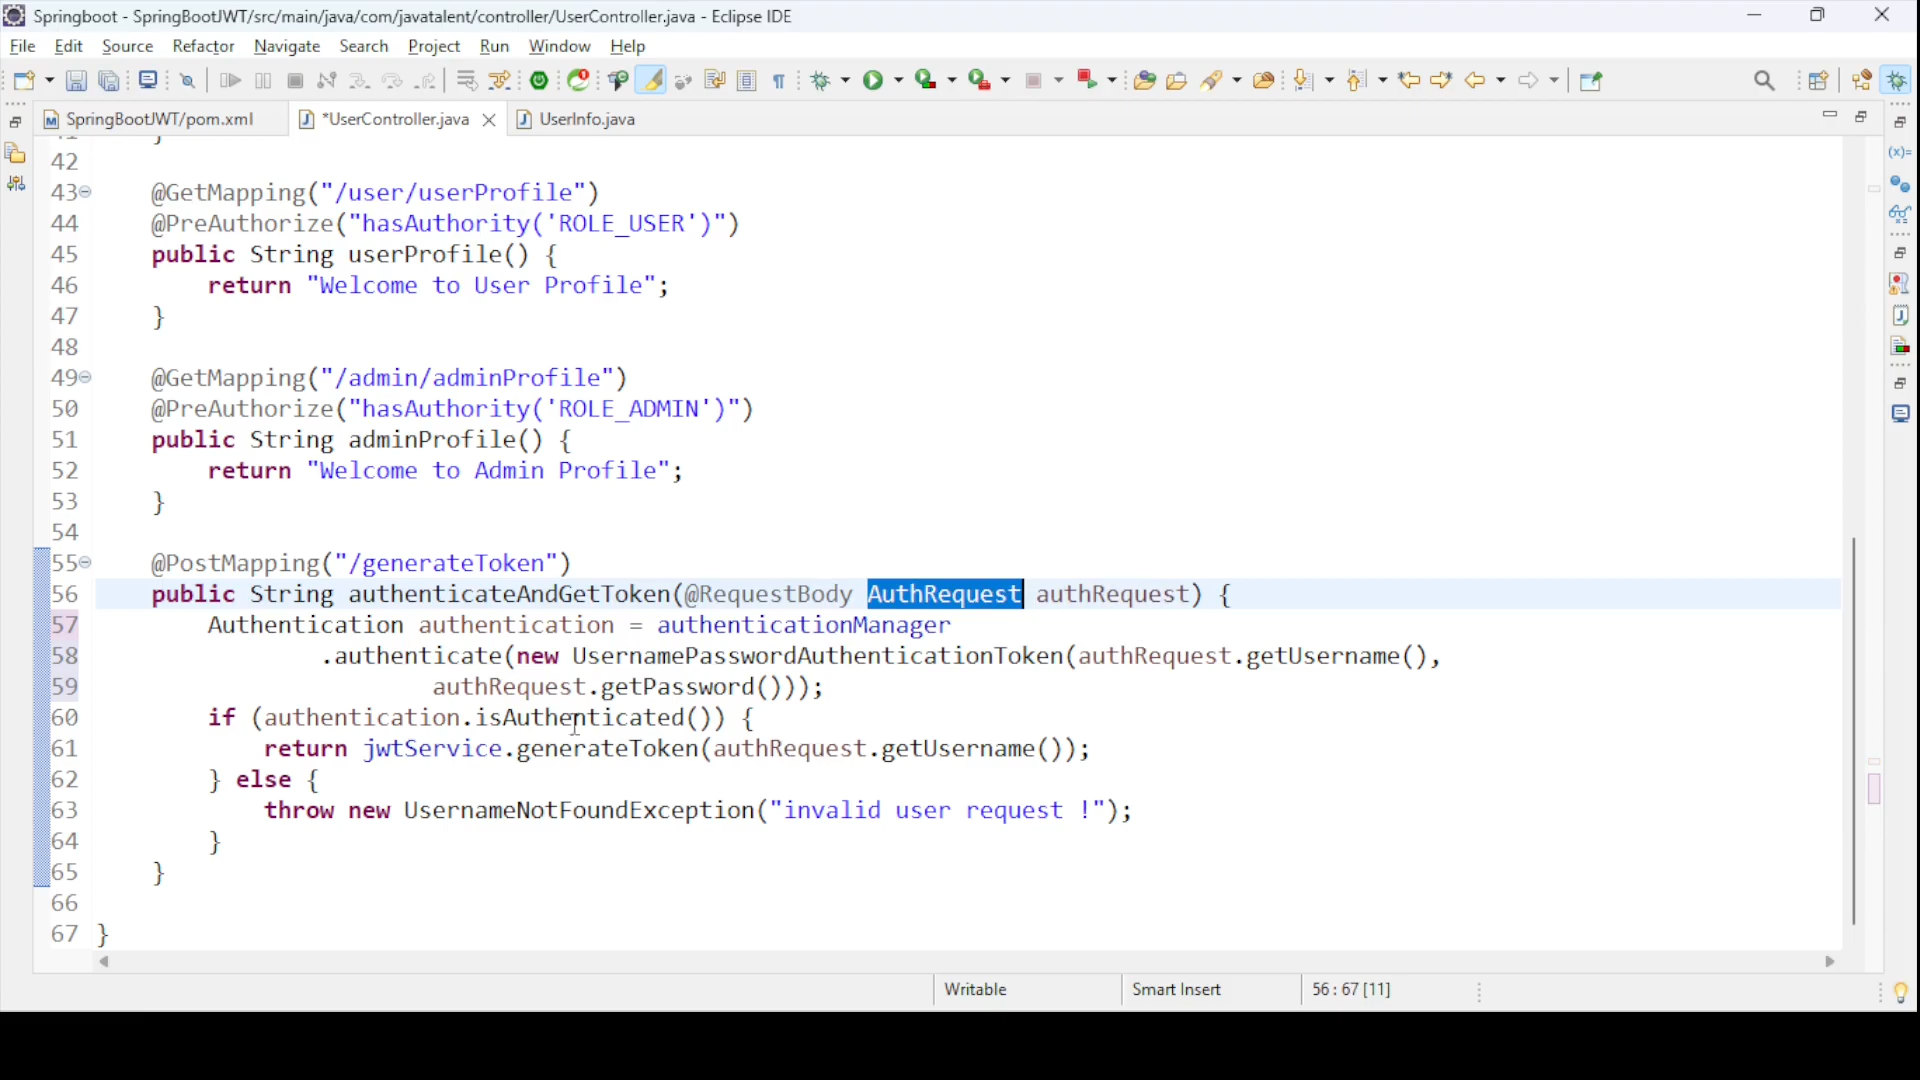 Springboot - SpringBootJWT/src/main/java/com/javatalent/controller/UserController.java - Eclipse IDE
File Edit Source Refactor Navigate Search Project Run Window Help
SpringBootJWT/pom.xml *UserController.java UserInfo.java
42
43 @GetMapping("/user/userProfile")
44 @PreAuthorize("hasAuthority('ROLE_USER')")
45 public String userProfile() {
46 return "Welcome to User Profile";
47 }
48
49 @GetMapping("/admin/adminProfile")
50 @PreAuthorize("hasAuthority('ROLE_ADMIN')")
51 public String adminProfile() {
52 return "Welcome to Admin Profile";
53 }
54
55 @PostMapping("/generateToken")
56 public String authenticateAndGetToken(@RequestBody AuthRequest authRequest) {
57 Authentication authentication = authenticationManager
58 .authenticate(new UsernamePasswordAuthenticationToken(authRequest.getUsername(),
59 authRequest.getPassword()));
60 if (authentication.isAuthenticated()) {
61 return jwtService.generateToken(authRequest.getUsername());
62 } else {
63 throw new UsernameNotFoundException("invalid user request !");
64 }
65 }
66
67 }
Writable Smart Insert 56 : 67 [11]